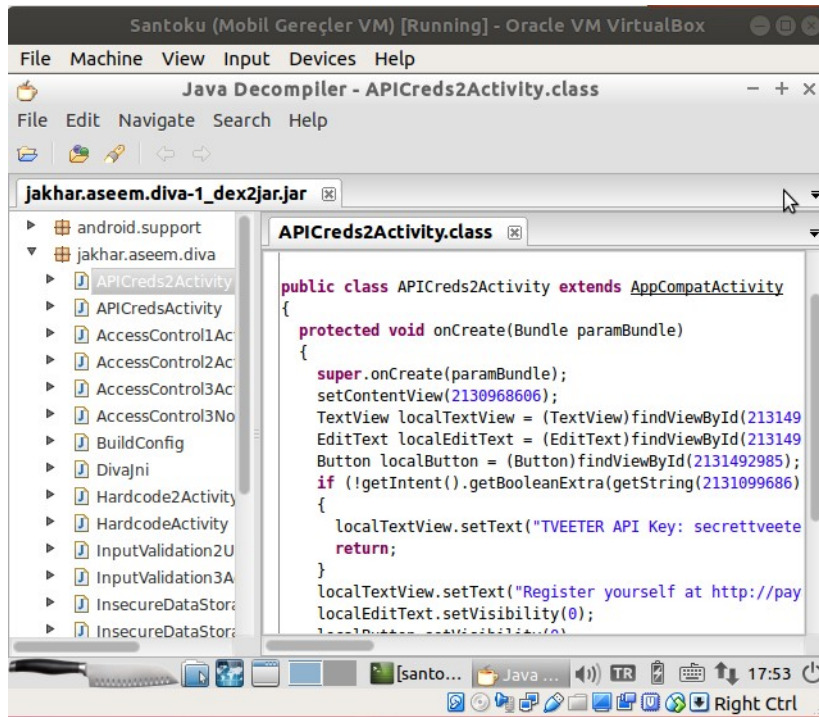 Santoku (Mobil Gereçler VM) [Running] - Oracle VM VirtualBox
File Machine View Input Devices Help
Java Decompiler - APICreds2Activity.class
File Edit Navigate Search Help
jakhar.aseem.diva-1_dex2jar.jar
android.support
jakhar.aseem.diva
APICreds2Activity
APICredsActivity
AccessControl1Ac
AccessControl2Ac
AccessControl3Ac
AccessControl3No
BuildConfig
DivaJni
Hardcode2Activity
HardcodeActivity
InputValidation2U
InputValidation3A
InsecureDataStora
InsecureDataStora
APICreds2Activity.class
public class APICreds2Activity extends AppCompatActivity
{
protected void onCreate(Bundle paramBundle)
{
super.onCreate(paramBundle);
setContentView(2130968606);
TextView localTextView = (TextView)findViewById(213149
EditText localEditText = (EditText)findViewById(213149
Button localButton = (Button)findViewById(2131492985);
if (!getIntent().getBooleanExtra(getString(2131099686)
{
localTextView.setText("TVEETER API Key: secrettveete
return;
}
localTextView.setText("Register yourself at http://pay
localEditText.setVisibility(0);
localButton.setVisibility(0)
[santo... Java ... TR 17:53
Right Ctrl